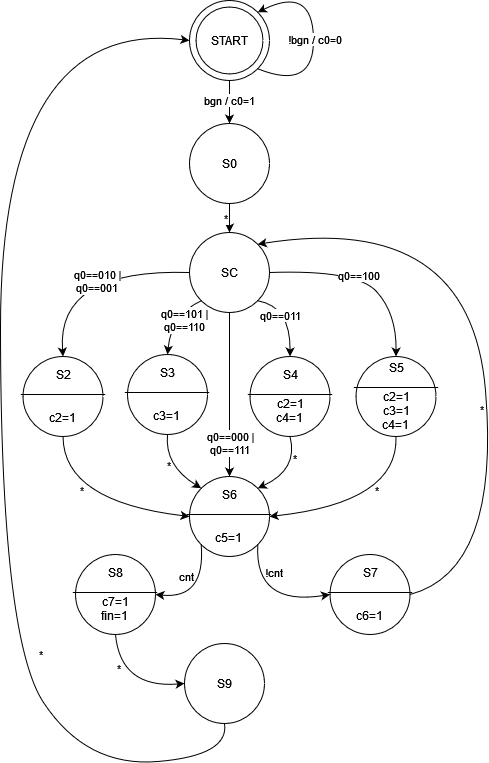 START
!bgn / c0=0
bgn / c0=1
S0
*
SC
q0==010 |
q0==001
q0==101 |
q0==110
q0==011
q0==100
S2
c2=1
S3
c3=1
S4
c2=1
c4=1
S5
c2=1
c3=1
c4=1
*
q0==000 |
q0==111
*
*
*
*
S6
c5=1
cnt
!cnt
S8
c7=1
fin=1
S7
c6=1
*
*
S9